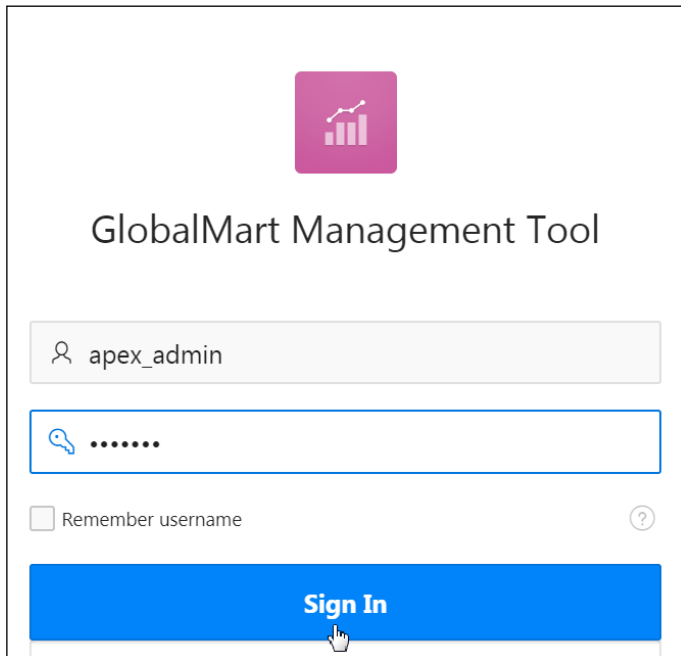 GlobalMart Management Tool
apex_admin
•••••••
Remember username
?
Sign In